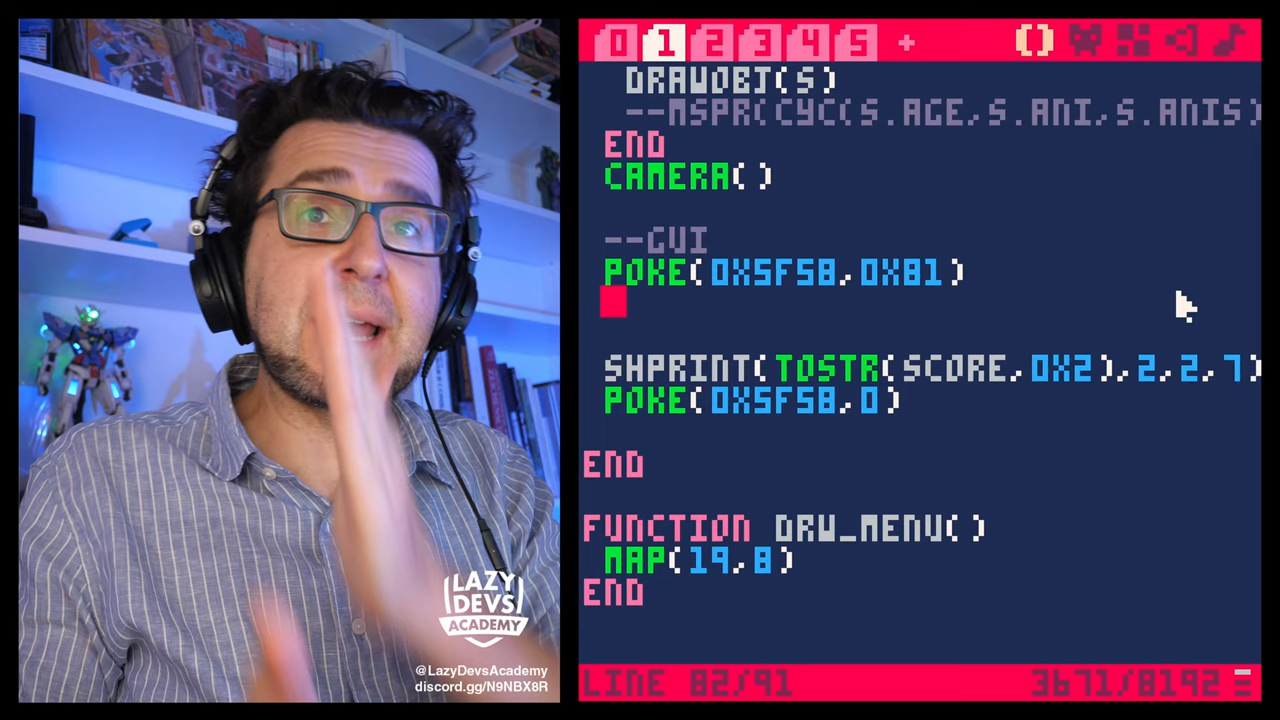 0 1 2 3 4 5 +
DRAWOBJ(S)
--MSPR(CYC(S.AGE,S.ANI,S.ANIS)
END
CAMERA()
--GUI
POKE(0X5F58,0X81)
SHPRINT(TOSTR(SCORE,0X2),2,2,7)
POKE(0X5F58,0)
END
FUNCTION DRW_MENU()
MAP(19,8)
END
LINE 82/91
3671/8192
LAZY
DEVS
ACADEMY
@LazyDevsAcademy
discord.gg/N9NBX8R